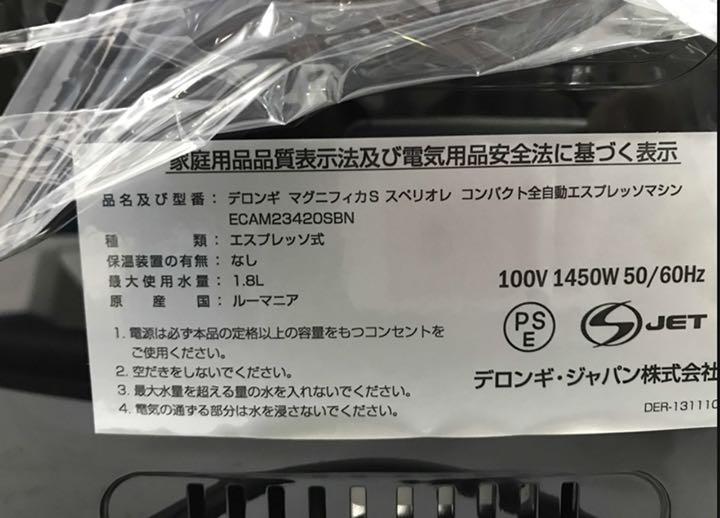 家庭用品品質表示法及び電気用品安全法に基づく表示
品名及び型番： デロンギ マグニフィカS スペリオレ コンパクト全自動エスプレッソマシン
ECAM23420SBN
種類： エスプレッソ式
保温装置の有無： なし
最大使用水量： 1.8L
原産国： ルーマニア
100V 1450W 50/60Hz
PS
E
S JET
1. 電源は必ず本品の定格以上の容量をもつコンセントを
ご使用ください。
2. 空だきをしないでください。
3. 最大水量を超える量の水を入れないでください。
4. 電気の通ずる部分は水を浸さないでください。
デロンギ・ジャパン株式会社
DER-131110